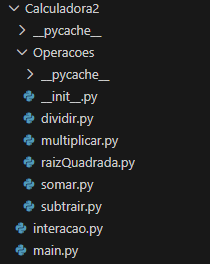 Calculadora2
__pycache__
Operacoes
__pycache__
__init__.py
dividir.py
multiplicar.py
raizQuadrada.py
somar.py
subtrair.py
interacao.py
main.py